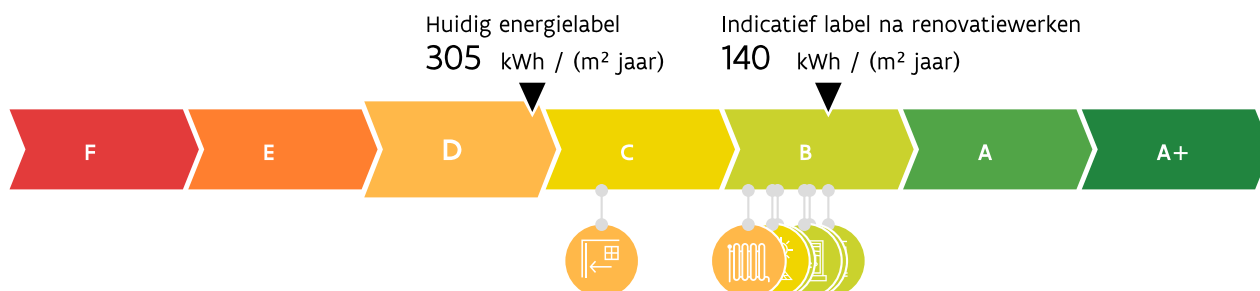 Huidig energielabel
305 kWh / (m² jaar)
Indicatief label na renovatiewerken
140 kWh / (m² jaar)
F E D C B A A+